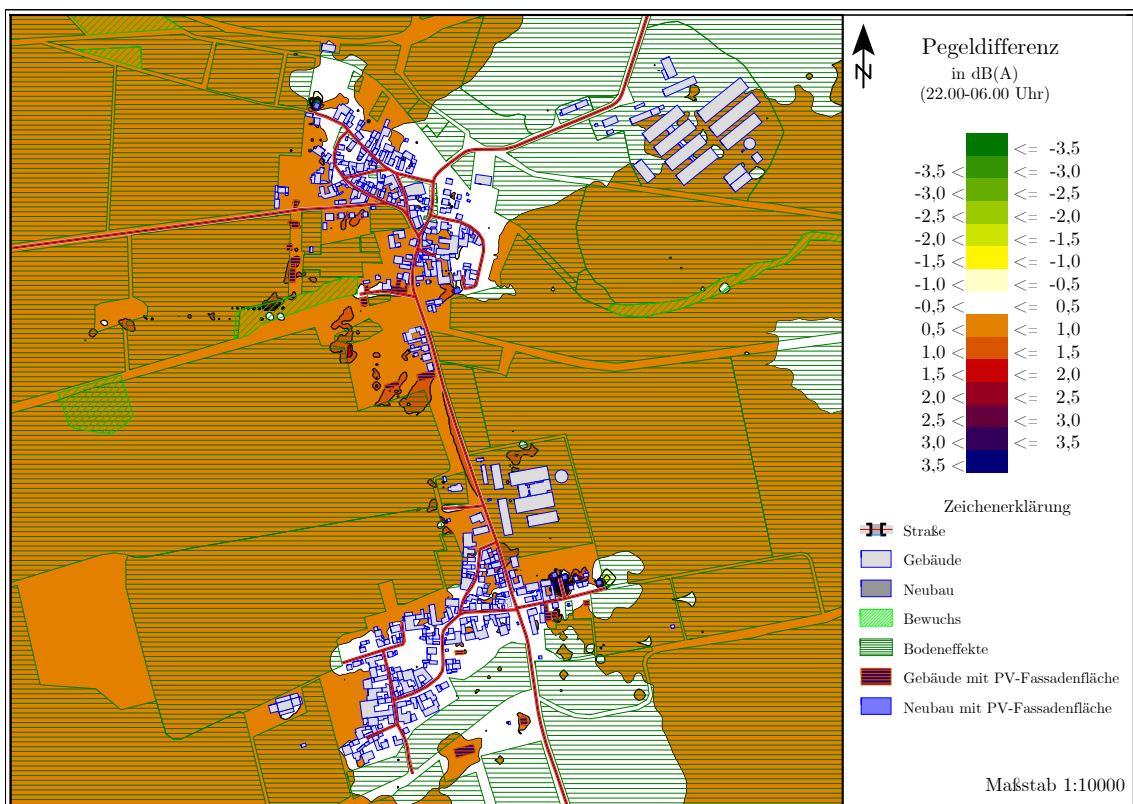 N
Pegeldifferenz
in dB(A)
(22.00-06.00 Uhr)
<= -3,5
-3,5 < <= -3,0
-3,0 < <= -2,5
-2,5 < <= -2,0
-2,0 < <= -1,5
-1,5 < <= -1,0
-1,0 < <= -0,5
-0,5 < <= 0,5
0,5 < <= 1,0
1,0 < <= 1,5
1,5 < <= 2,0
2,0 < <= 2,5
2,5 < <= 3,0
3,0 < <= 3,5
3,5 <
Zeichenerklärung
Straße
Gebäude
Neubau
Bewuchs
Bodeneffekte
Gebäude mit PV-Fassadenfläche
Neubau mit PV-Fassadenfläche
Maßstab 1:10000